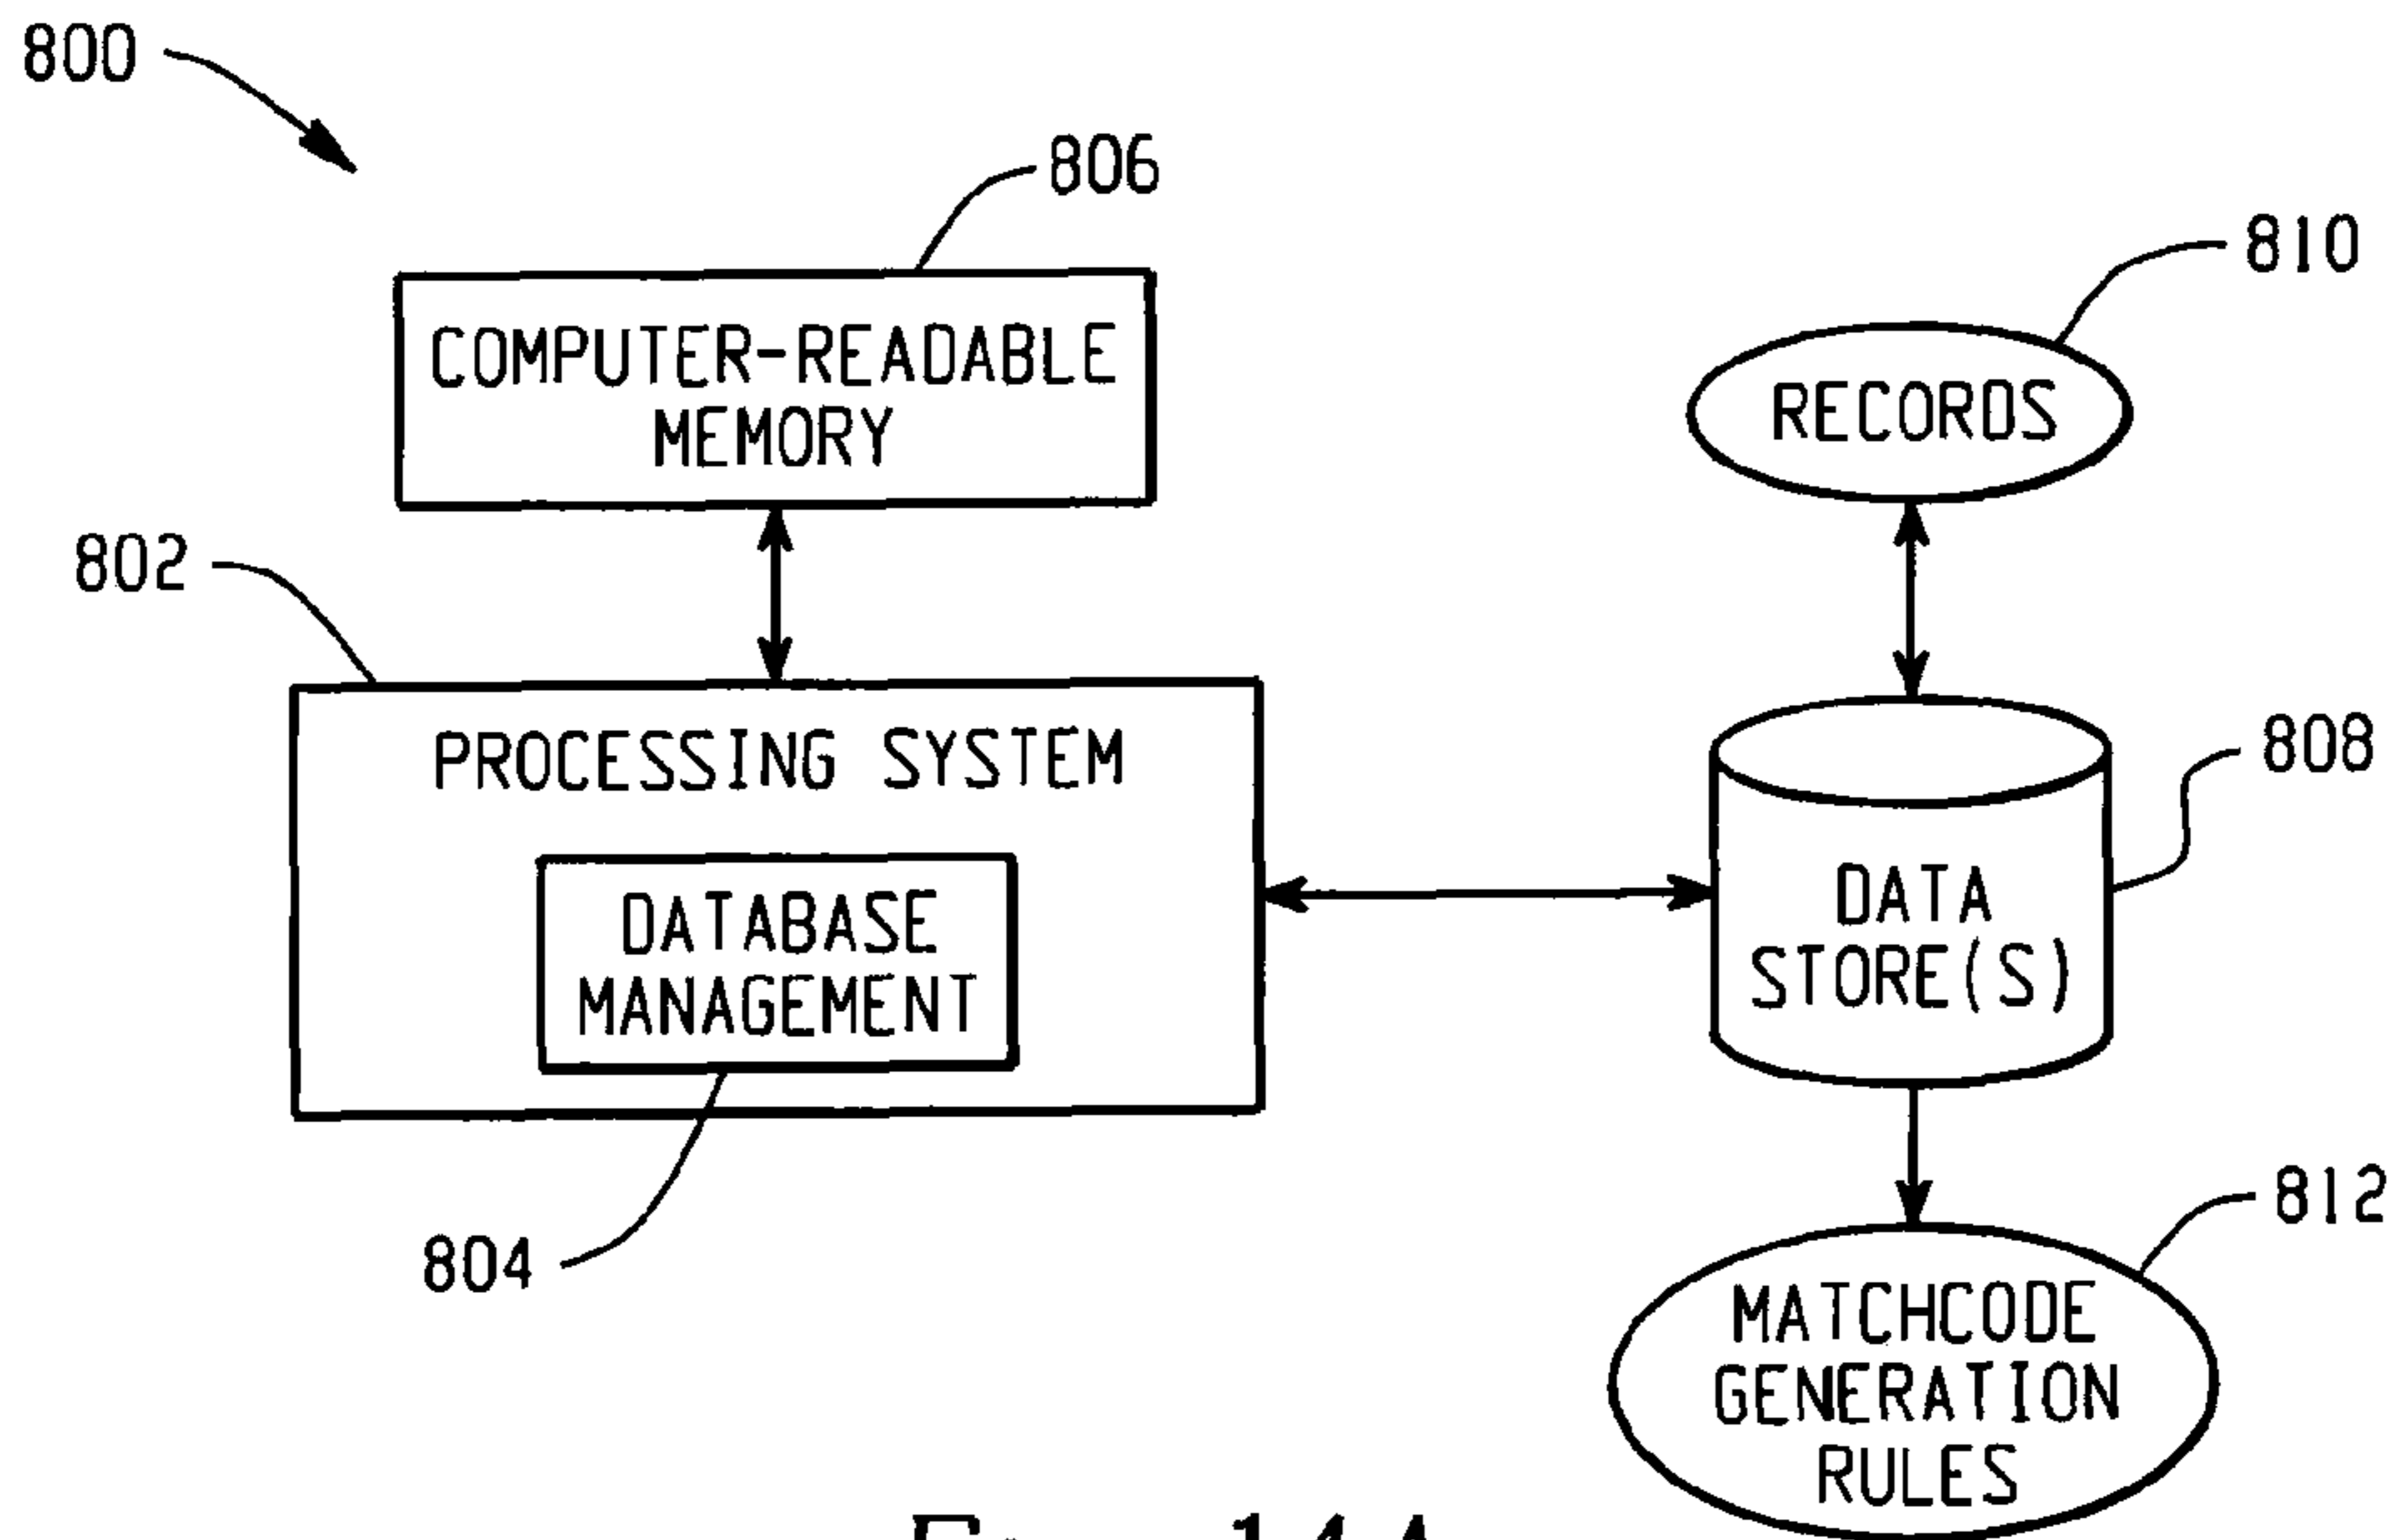 800
806
810
COMPUTER-READABLE
MEMORY
RECORDS
802
PROCESSING SYSTEM
808
DATABASE
MANAGEMENT
DATA
STORE(S)
804
812
MATCHCODE
GENERATION
RULES